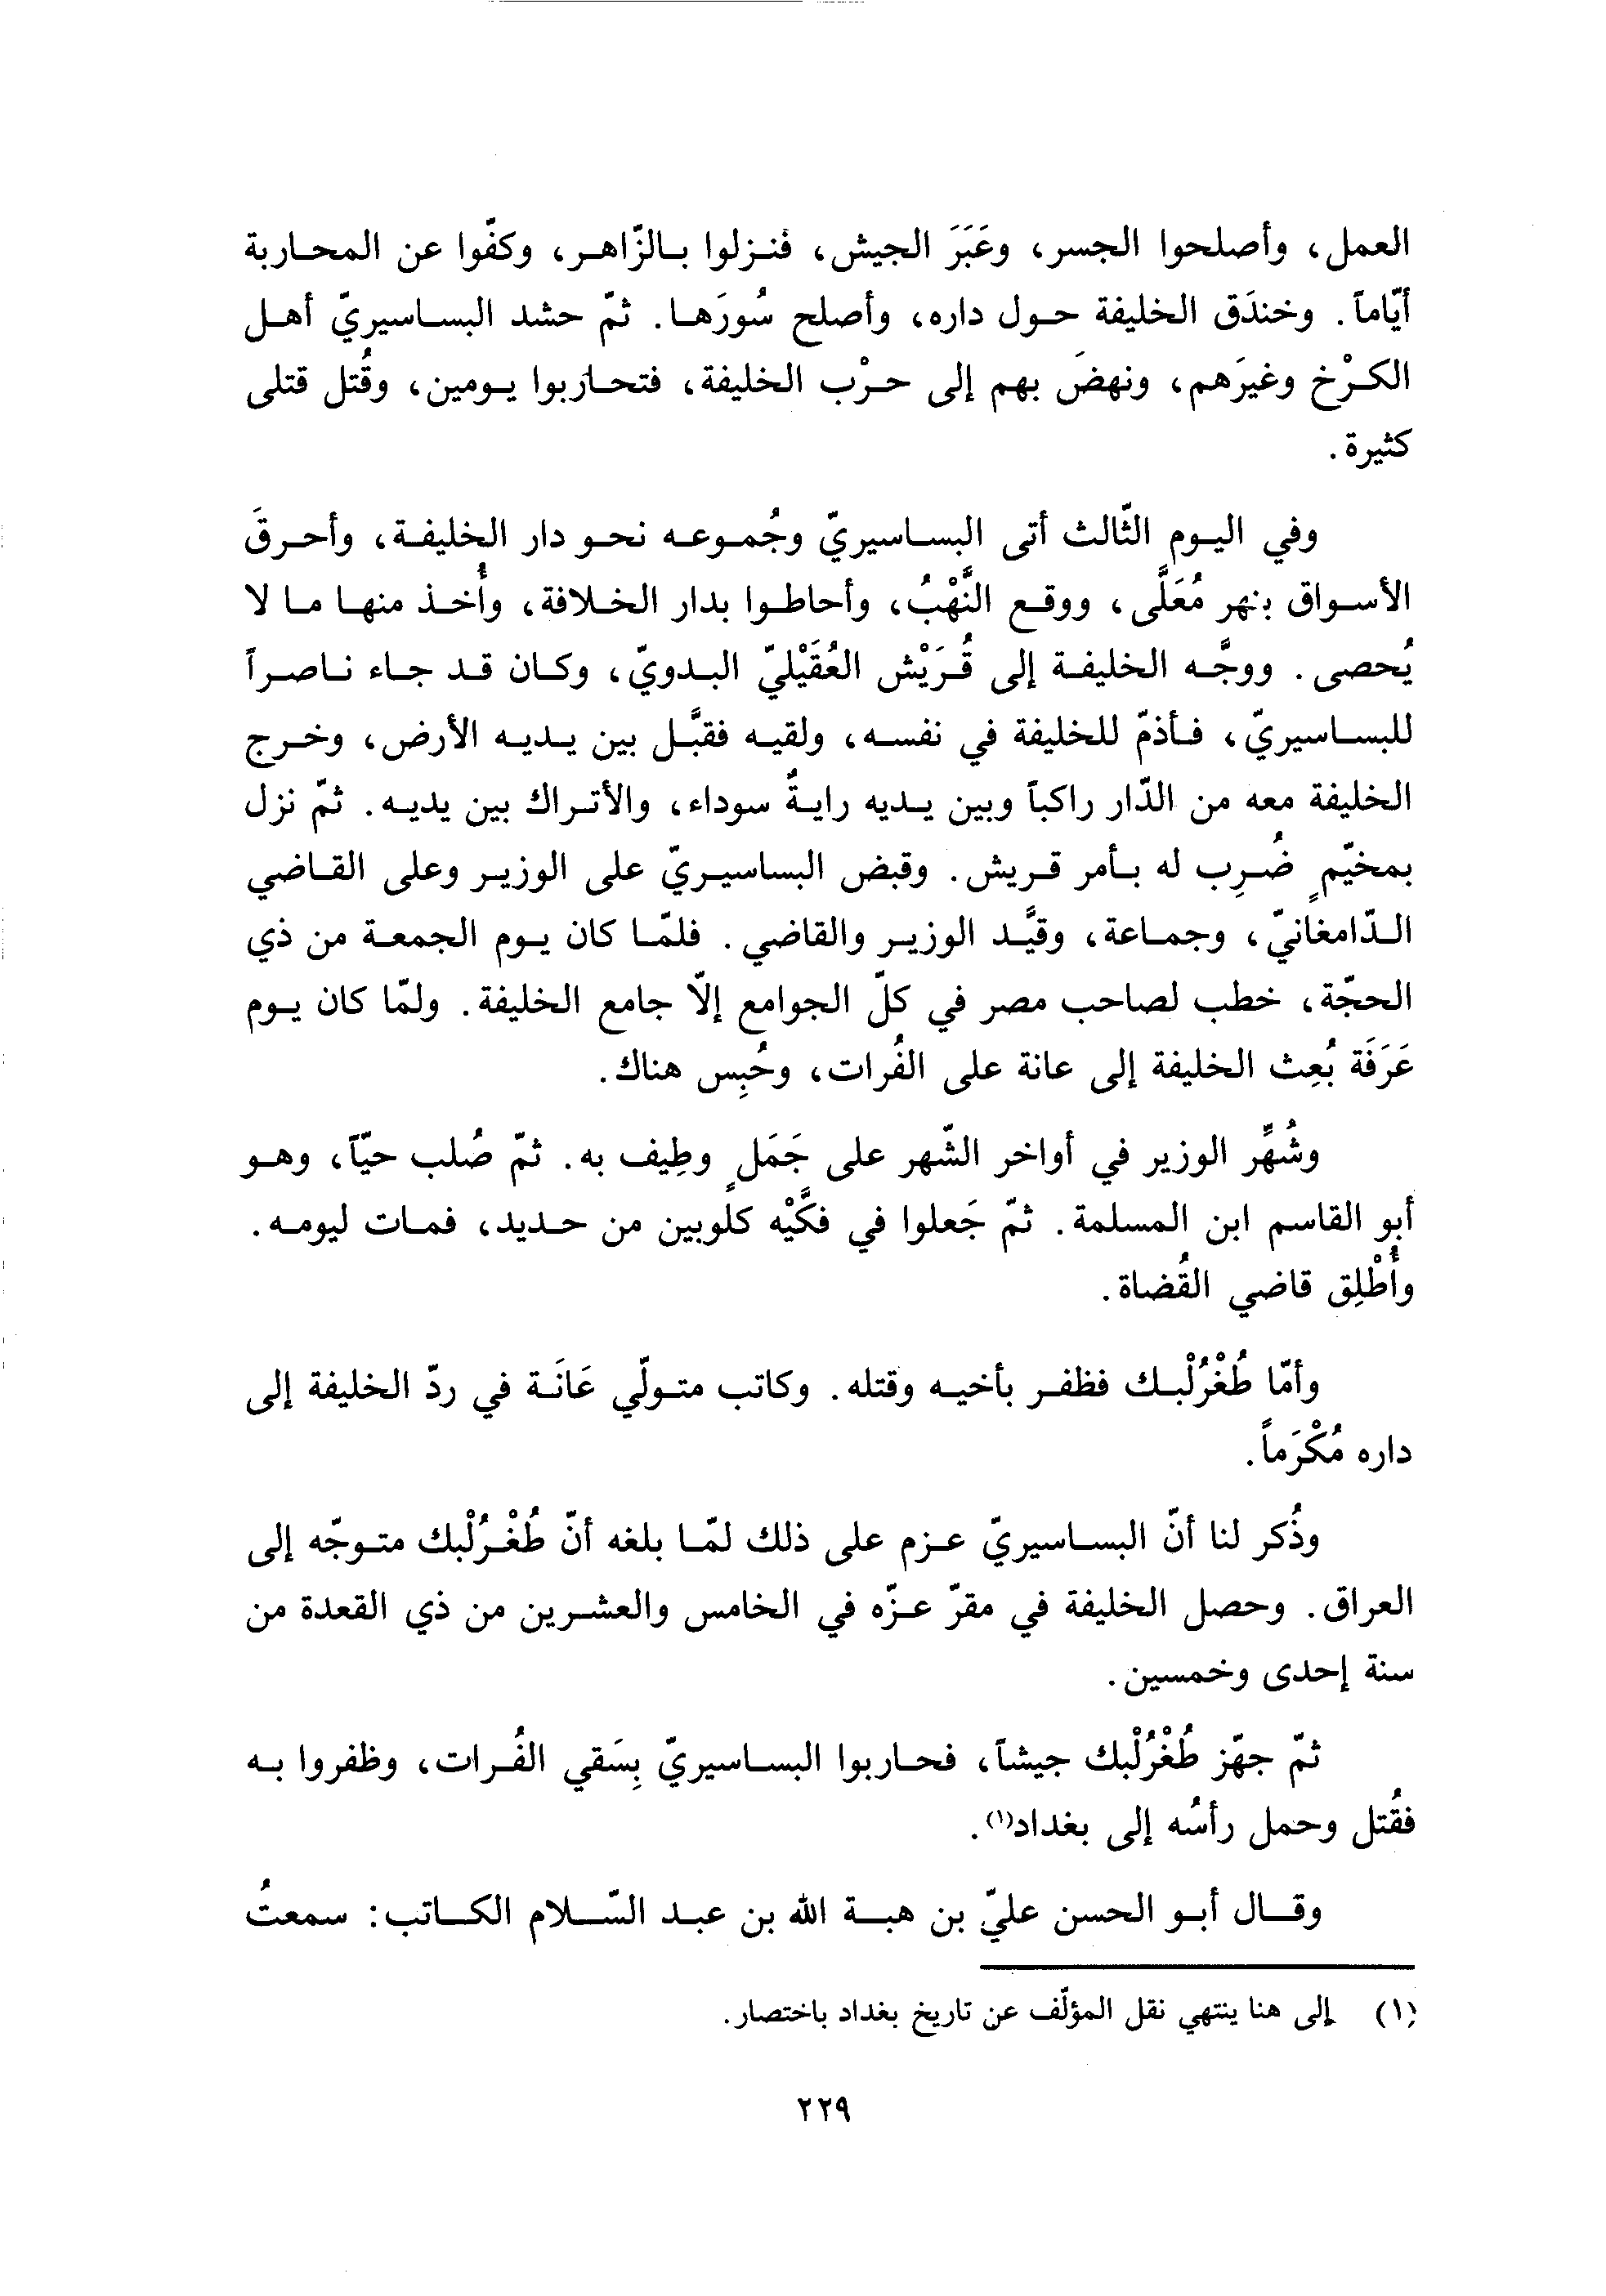 العمل، وأصلحوا الجسر، وعَبَرَ الجيش، فنزلوا بالزّاهر، وكفّوا عن المحاربة
أيّاماً. وخندَق الخليفة حول داره، وأصلح سُورَها. ثمّ حشد البساسيريّ أهل
الكرْخ وغيرَهم، ونهضَ بهم إلى حرْب الخليفة، فتحاربوا يومين، وقُتل قتلى
كثيرة.
وفي اليوم الثّالث أتى البساسيريّ وجُموعه نحو دار الخليفة، وأحرقَ
الأسواق بنهر مُعَلَّى، ووقع النَّهْبُ، وأحاطوا بدار الخلافة، وأُخذ منها ما لا
يُحصى. ووجَّه الخليفة إلى قُرَيْش العُقَيْليّ البدويّ، وكان قد جاء ناصراً
للبساسيريّ، فأذمّ للخليفة في نفسه، ولقيه فقبَّل بين يديه الأرض، وخرج
الخليفة معه من الدّار راكباً وبين يديه رايةٌ سوداء، والأتراك بين يديه. ثمّ نزل
بمخيّمٍ ضُرِب له بأمر قريش. وقبض البساسيريّ على الوزير وعلى القاضي
الدّامغانيّ، وجماعة، وقيَّد الوزير والقاضي. فلمّا كان يوم الجمعة من ذي
الحجّة، خطب لصاحب مصر في كلّ الجوامع إلاّ جامع الخليفة. ولمّا كان يوم
عَرَفَة بُعِث الخليفة إلى عانة على الفُرات، وحُبِس هناك.
وشُهِّر الوزير في أواخر الشّهر على جَمَلٍ وطِيف به. ثمّ صُلب حيّاً، وهو
أبو القاسم ابن المسلمة. ثمّ جَعلوا في فكَّيْه كلّوبين من حديد، فمات ليومه.
وأُطْلِق قاضي القُضاة.
وأمّا طُغْرُلْبك فظفر بأخيه وقتله. وكاتب متولّي عَانَة في ردّ الخليفة إلى
داره مُكْرَماً.
وذُكر لنا أنّ البساسيريّ عزم على ذلك لمّا بلغه أنّ طُغْرُلْبك متوجّه إلى
العراق. وحصل الخليفة في مقرّ عزّه في الخامس والعشرين من ذي القعدة من
سنة إحدى وخمسين.
ثمّ جهّز طُغْرُلْبك جيشاً، فحاربوا البساسيريّ بِسَقي الفُرات، وظفروا به
فقُتل وحمل رأسُه إلى بغداد(١).
وقال أبو الحسن عليّ بن هبة الله بن عبد السّلام الكاتب: سمعتُ
(١) إلى هنا ينتهي نقل المؤلّف عن تاريخ بغداد باختصار.
٢٢٩